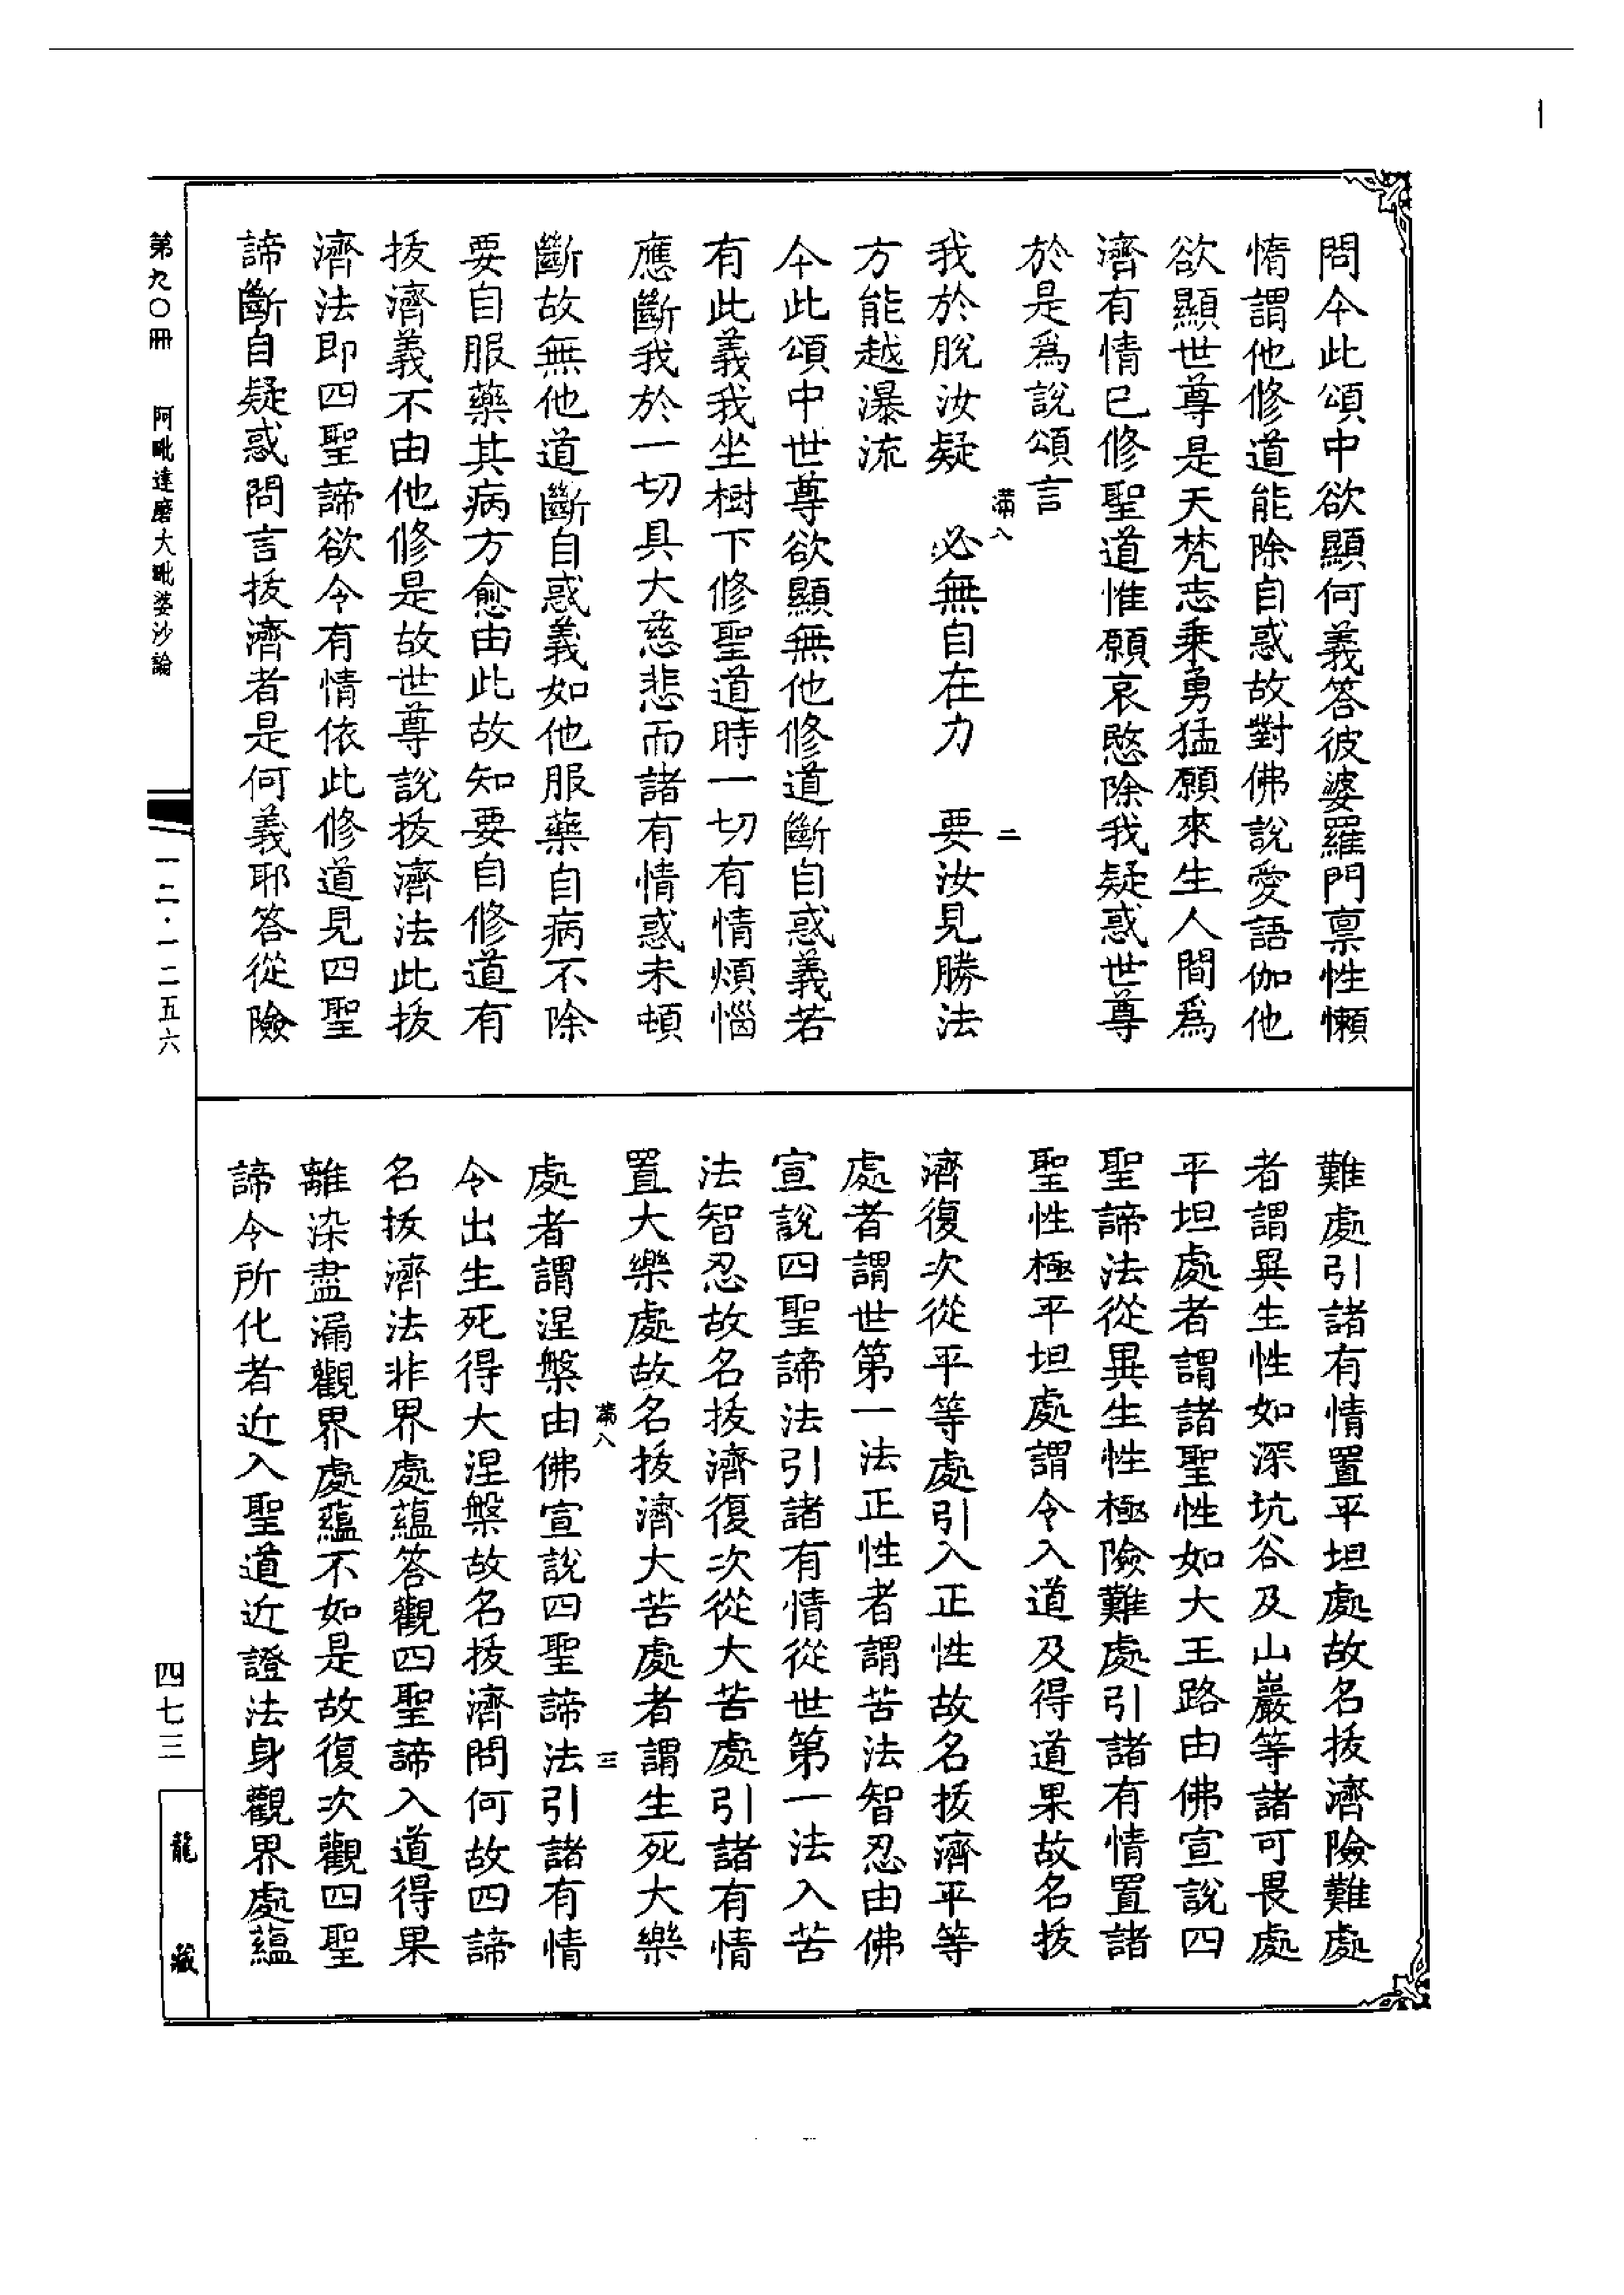 問今此頌中欲顯何義答彼婆羅門稟性懶
惰謂他修道能除自惑故對佛說愛語伽他
欲顯世尊是天梵志乘勇猛願來生人間爲
濟有情已修聖道惟願哀愍除我疑惑世尊
於是爲說頌言
滿八
二
我於脫汝疑　必無自在力　要汝見勝法
方能越瀑流
今此頌中世尊欲顯無他修道斷自惑義若
有此義我坐樹下修聖道時一切有情煩惱
應斷我於一切具大慈悲而諸有情惑未頓
斷故無他道斷自惑義如他服藥自病不除
要自服藥其病方愈由此故知要自修道有
拔濟義不由他修是故世尊說拔濟法此拔
濟法即四聖諦欲令有情依此修道見四聖
諦斷自疑惑問言拔濟者是何義耶答從險
難處引諸有情置平坦處故名拔濟險難處
者謂異生性如深坑谷及山巖等諸可畏處
平坦處者謂諸聖性如大王路由佛宣說四
聖諦法從異生性極險難處引諸有情置諸
聖性極平坦處謂令入道及得道果故名拔
濟復次從平等處引入正性故名拔濟平等
處者謂世第一法正性者謂苦法智忍由佛
宣說四聖諦法引諸有情從世第一法入苦
法智忍故名拔濟復次從大苦處引諸有情
置大樂處故名拔濟大苦處者謂生死大樂
滿八
三
處者謂涅槃由佛宣說四聖諦法引諸有情
令出生死得大涅槃故名拔濟問何故四諦
名拔濟法非界處蘊答觀四聖諦入道得果
離染盡漏觀界處蘊不如是故復次觀四聖
諦令所化者近入聖道近證法身觀界處蘊
第九〇冊　阿毗達磨大毗婆沙論
一二·一二五六
四七三
龍藏